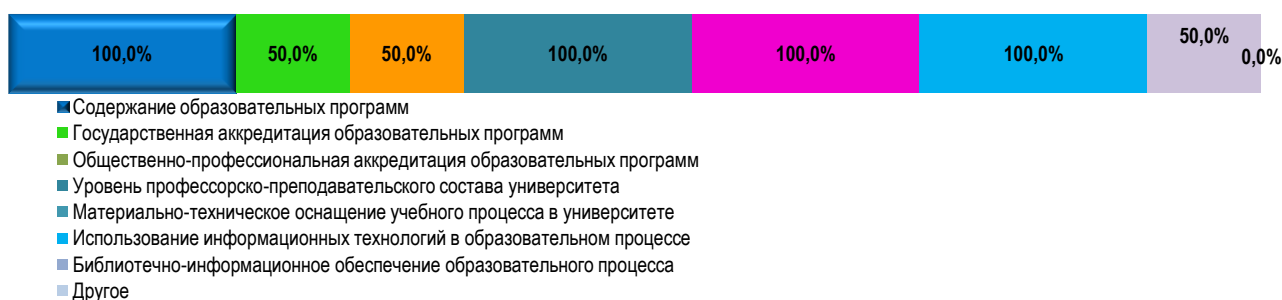 100,0% 50,0% 50,0% 100,0% 100,0% 100,0% 50,0% 0,0%
Содержание образовательных программ
Государственная аккредитация образовательных программ
Общественно-профессиональная аккредитация образовательных программ
Уровень профессорско-преподавательского состава университета
Материально-техническое оснащение учебного процесса в университете
Использование информационных технологий в образовательном процессе
Библиотечно-информационное обеспечение образовательного процесса
Другое